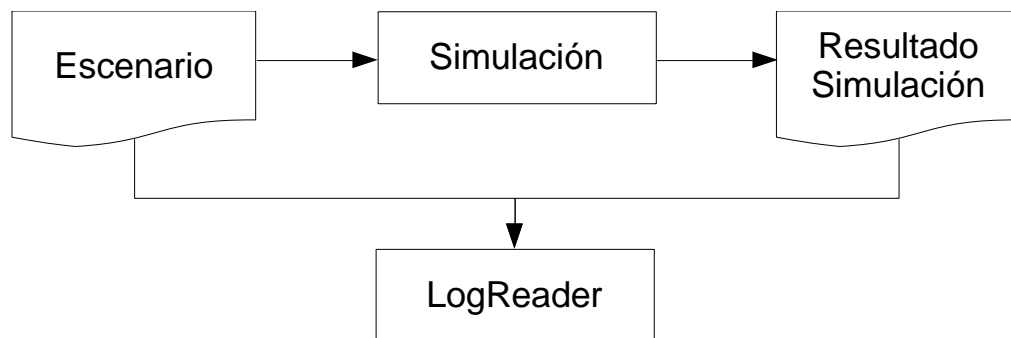 Escenario
Simulación
Resultado
Simulación
LogReader